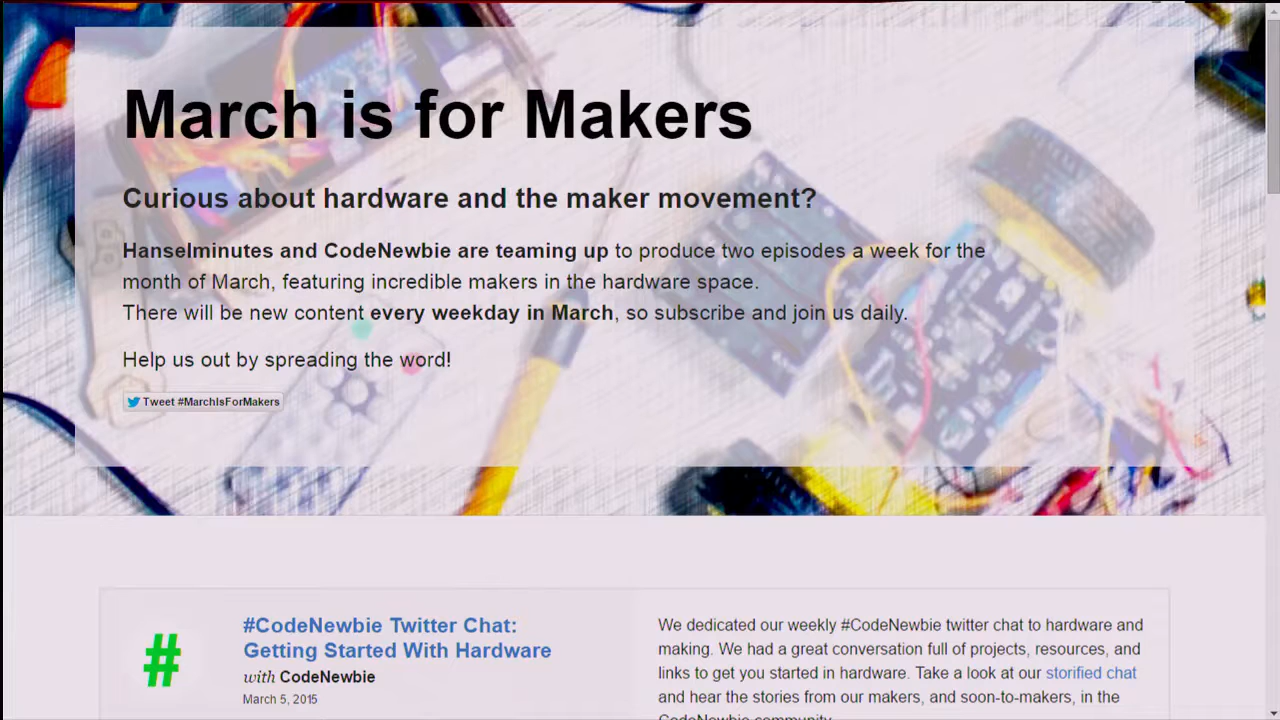 March is for Makers
Curious about hardware and the maker movement?
Hanselminutes and CodeNewbie are teaming up to produce two episodes a week for the
month of March, featuring incredible makers in the hardware space.
There will be new content every weekday in March, so subscribe and join us daily.
Help us out by spreading the word!
Tweet #MarchIsForMakers
#
#CodeNewbie Twitter Chat:
Getting Started With Hardware
with CodeNewbie
March 5, 2015
We dedicated our weekly #CodeNewbie twitter chat to hardware and
making. We had a great conversation full of projects, resources, and
links to get you started in hardware. Take a look at our storified chat
and hear the stories from our makers, and soon-to-makers, in the
CodeNewbie community.